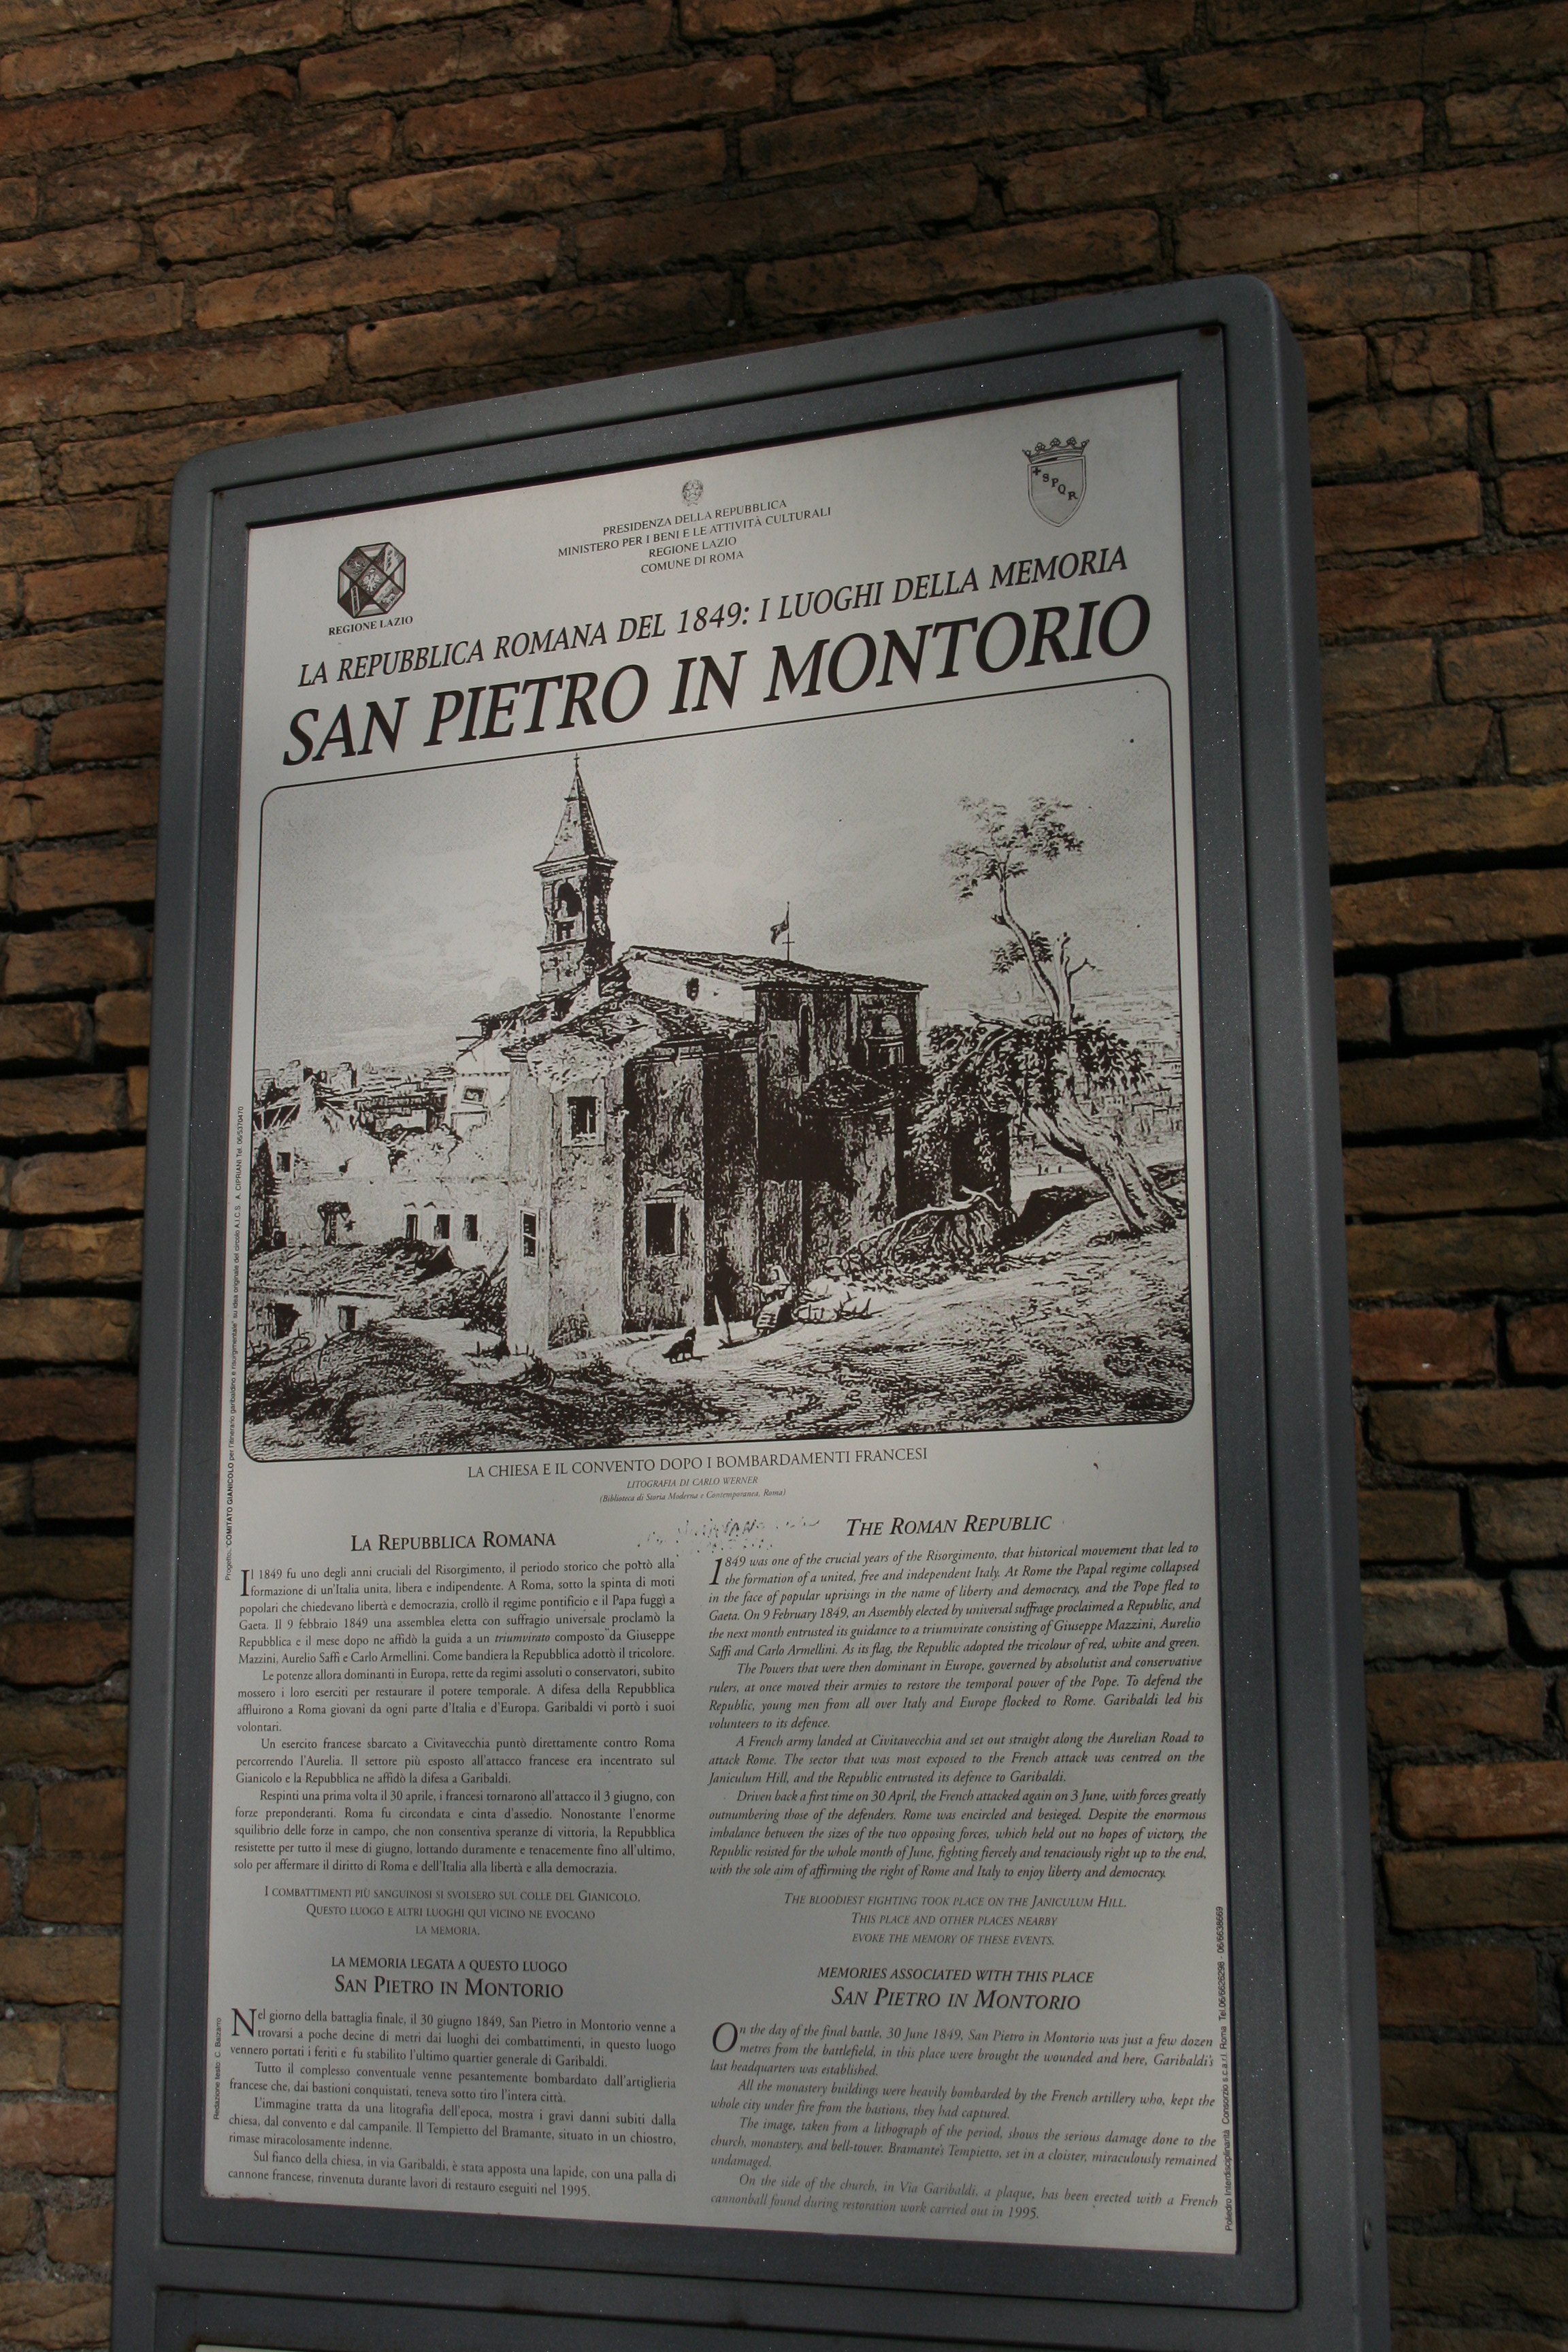 PRESIDENZA DELLA REPUBBLICA
MINISTERO PER I BENI E LE ATTIVITÀ CULTURALI
REGIONE LAZIO
COMUNE DI ROMA
SPQR
REGIONE LAZIO
LA REPUBBLICA ROMANA DEL 1849: I LUOGHI DELLA MEMORIA
SAN PIETRO IN MONTORIO
LA CHIESA E IL CONVENTO DOPO I BOMBARDAMENTI FRANCESI
LITOGRAFIA DI CARLO WERNER
(Biblioteca di Storia Moderna e Contemporanea, Roma)
LA REPUBBLICA ROMANA
Il 1849 fu uno degli anni cruciali del Risorgimento, il periodo storico che portò alla
formazione di un'Italia unita, libera e indipendente. A Roma, sotto la spinta di moti
popolari che chiedevano libertà e democrazia, crollò il regime pontificio e il Papa fuggì a
Gaeta. Il 9 febbraio 1849 una assemblea eletta con suffragio universale proclamò la
Repubblica e il mese dopo ne affidò la guida a un triumvirato composto da Giuseppe
Mazzini, Aurelio Saffi e Carlo Armellini. Come bandiera la Repubblica adottò il tricolore.
Le potenze allora dominanti in Europa, rette da regimi assoluti o conservatori, subito
mossero i loro eserciti per restaurare il potere temporale. A difesa della Repubblica
affluirono a Roma giovani da ogni parte d'Italia e d'Europa. Garibaldi vi portò i suoi
volontari.
Un esercito francese sbarcato a Civitavecchia puntò direttamente contro Roma
percorrendo l'Aurelia. Il settore più esposto all'attacco francese era incentrato sul
Gianicolo e la Repubblica ne affidò la difesa a Garibaldi.
Respinti una prima volta il 30 aprile, i francesi tornarono all'attacco il 3 giugno, con
forze preponderanti. Roma fu circondata e cinta d'assedio. Nonostante l'enorme
squilibrio delle forze in campo, che non consentiva speranze di vittoria, la Repubblica
resistette per tutto il mese di giugno, lottando duramente e tenacemente fino all'ultimo,
solo per affermare il diritto di Roma e dell'Italia alla libertà e alla democrazia.
I COMBATTIMENTI PIÙ SANGUINOSI SI SVOLSERO SUL COLLE DEL GIANICOLO.
QUESTO LUOGO E ALTRI LUOGHI QUI VICINO NE EVOCANO
LA MEMORIA.
LA MEMORIA LEGATA A QUESTO LUOGO
SAN PIETRO IN MONTORIO
Nel giorno della battaglia finale, il 30 giugno 1849, San Pietro in Montorio venne a
trovarsi a poche decine di metri dai luoghi dei combattimenti, in questo luogo
vennero portati i feriti e fu stabilito l'ultimo quartier generale di Garibaldi.
Tutto il complesso conventuale venne pesantemente bombardato dall'artiglieria
francese che, dai bastioni conquistati, teneva sotto tiro l'intera città.
L'immagine tratta da una litografia dell'epoca, mostra i gravi danni subiti dalla
chiesa, dal convento e dal campanile. Il Tempietto del Bramante, situato in un chiostro,
rimase miracolosamente indenne.
Sul fianco della chiesa, in via Garibaldi, è stata apposta una lapide, con una palla di
cannone francese, rinvenuta durante lavori di restauro eseguiti nel 1995.
THE ROMAN REPUBLIC
1849 was one of the crucial years of the Risorgimento, that historical movement that led to
the formation of a united, free and independent Italy. At Rome the Papal regime collapsed
in the face of popular uprisings in the name of liberty and democracy, and the Pope fled to
Gaeta. On 9 February 1849, an Assembly elected by universal suffrage proclaimed a Republic, and
the next month entrusted its guidance to a triumvirate consisting of Giuseppe Mazzini, Aurelio
Saffi and Carlo Armellini. As its flag, the Republic adopted the tricolour of red, white and green.
The Powers that were then dominant in Europe, governed by absolutist and conservative
rulers, at once moved their armies to restore the temporal power of the Pope. To defend the
Republic, young men from all over Italy and Europe flocked to Rome. Garibaldi led his
volunteers to its defence.
A French army landed at Civitavecchia and set out straight along the Aurelian Road to
attack Rome. The sector that was most exposed to the French attack was centred on the
Janiculum Hill, and the Republic entrusted its defence to Garibaldi.
Driven back a first time on 30 April, the French attacked again on 3 June, with forces greatly
outnumbering those of the defenders. Rome was encircled and besieged. Despite the enormous
imbalance between the sizes of the two opposing forces, which held out no hopes of victory, the
Republic resisted for the whole month of June, fighting fiercely and tenaciously right up to the end,
with the sole aim of affirming the right of Rome and Italy to enjoy liberty and democracy.
THE BLOODIEST FIGHTING TOOK PLACE ON THE JANICULUM HILL.
THIS PLACE AND OTHER PLACES NEARBY
EVOKE THE MEMORY OF THESE EVENTS.
MEMORIES ASSOCIATED WITH THIS PLACE
SAN PIETRO IN MONTORIO
On the day of the final battle, 30 June 1849, San Pietro in Montorio was just a few dozen
metres from the battlefield, in this place were brought the wounded and here, Garibaldi's
last headquarters was established.
All the monastery buildings were heavily bombarded by the French artillery who, kept the
whole city under fire from the bastions, they had captured.
The image, taken from a lithograph of the period, shows the serious damage done to the
church, monastery, and bell-tower. Bramante's Tempietto, set in a cloister, miraculously remained
undamaged.
On the side of the church, in Via Garibaldi, a plaque, has been erected with a French
cannonball found during restoration work carried out in 1995.
Progetto: "COMITATO GIANICOLO per l'itinerario garibaldino e risorgimentale" su idea originale del circolo A.I.C.S. A. CIPRIANI Tel. 06/5370470
Redazione testo: C. Balzarro
Poliedro Interdisciplinarità Consorzio s.c.a.r.l. Roma Tel.06/6626298 - 06/6638669